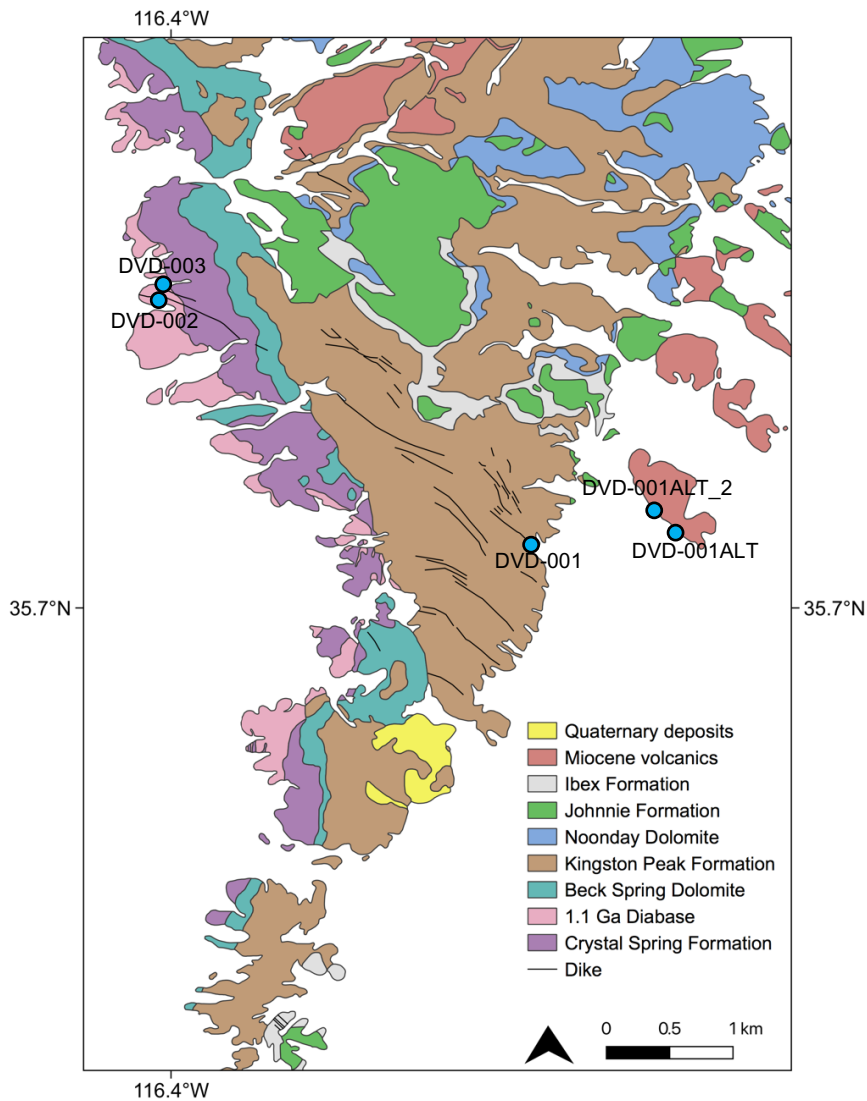 116.4°W
DVD-003
DVD-002
DVD-001ALT_2
DVD-001
DVD-001ALT
35.7°N
35.7°N
Quaternary deposits
Miocene volcanics
Ibex Formation
Johnnie Formation
Noonday Dolomite
Kingston Peak Formation
Beck Spring Dolomite
1.1 Ga Diabase
Crystal Spring Formation
Dike
0 0.5 1 km
116.4°W